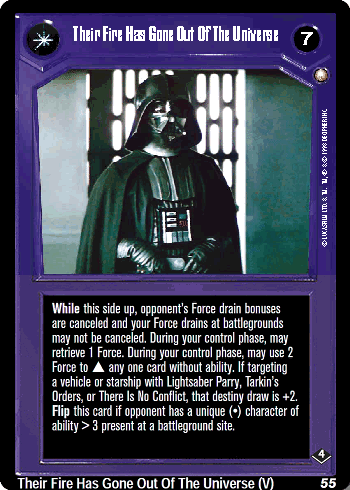 Their Fire Has Gone Out Of The Universe
7
While this side up, opponent's Force drain bonuses
are canceled and your Force drains at battlegrounds
may not be canceled. During your control phase, may
retrieve 1 Force. During your control phase, may use 2
Force to ▲ any one card without ability. If targeting
a vehicle or starship with Lightsaber Parry, Tarkin's
Orders, or There Is No Conflict, that destiny draw is +2.
Flip this card if opponent has a unique (•) character of
ability > 3 present at a battleground site.
4
Their Fire Has Gone Out Of The Universe (V) 55